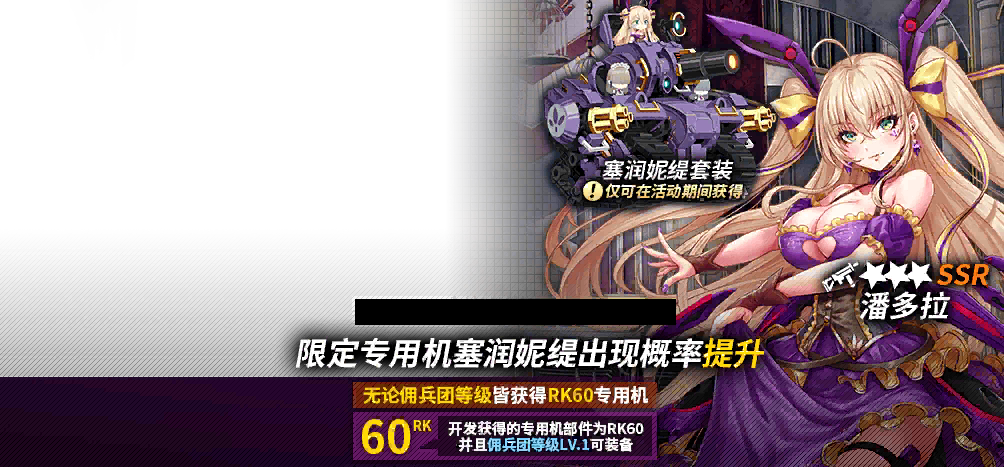 塞润妮缇套装
!仅可在活动期间获得
SSR
潘多拉
限定专用机塞润妮缇出现概率提升
无论佣兵团等级皆获得RK60专用机
60RK
开发获得的专用机部件为RK60
并且佣兵团等级LV.1可装备